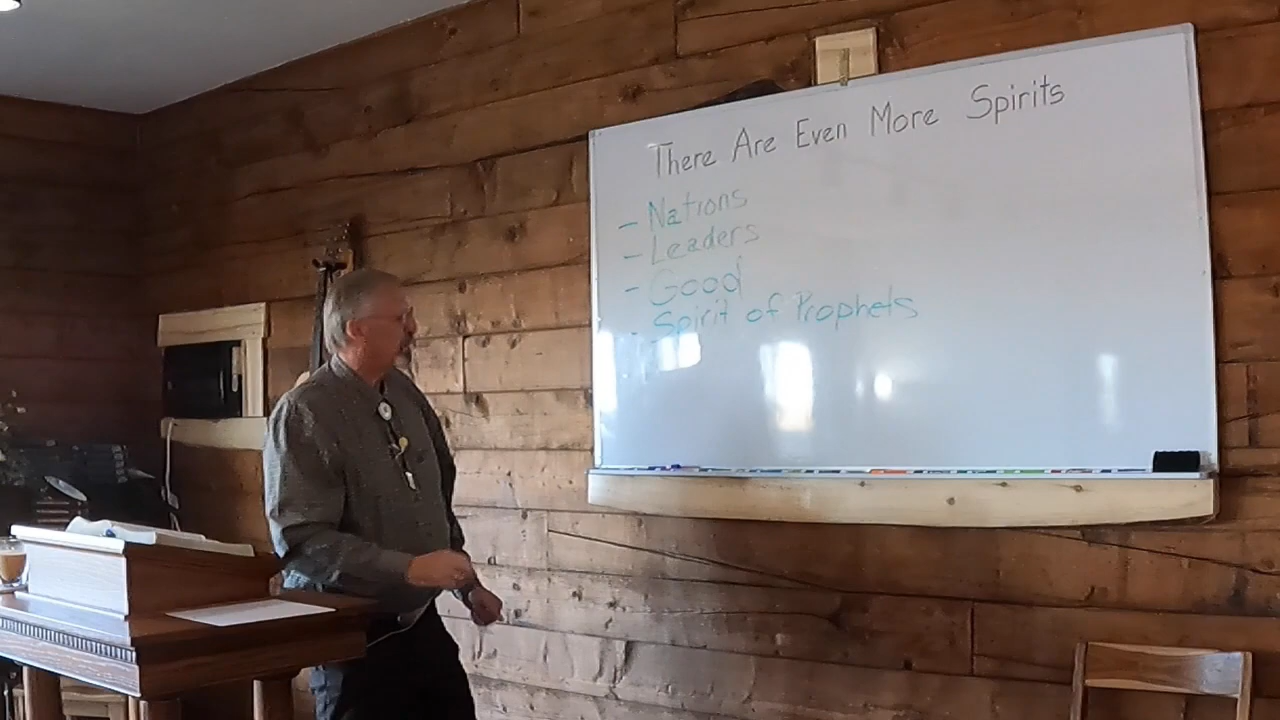 There Are Even More Spirits
- Nations
- Leaders
- Good
- Spirit of Prophets